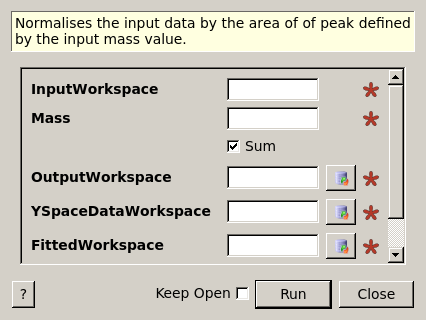 Normalises the input data by the area of of peak defined
by the input mass value.
InputWorkspace
Mass
Sum
OutputWorkspace
YSpaceDataWorkspace
FittedWorkspace
? Keep Open Run Close